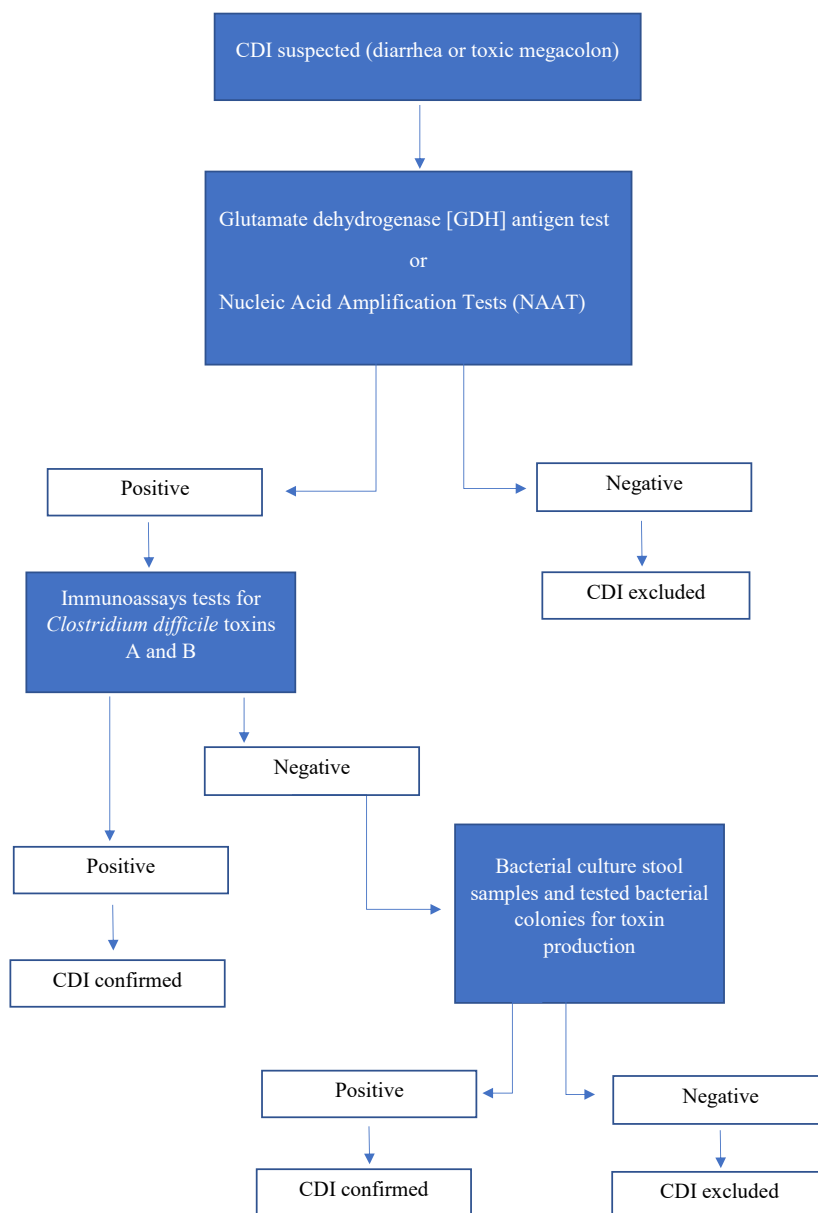 CDI suspected (diarrhea or toxic megacolon)
Glutamate dehydrogenase [GDH] antigen test
or
Nucleic Acid Amplification Tests (NAAT)
Positive
Negative
CDI excluded
Immunoassays tests for
Clostridium difficile toxins
A and B
Negative
Positive
CDI confirmed
Bacterial culture stool
samples and tested bacterial
colonies for toxin
production
Positive
Negative
CDI confirmed
CDI excluded